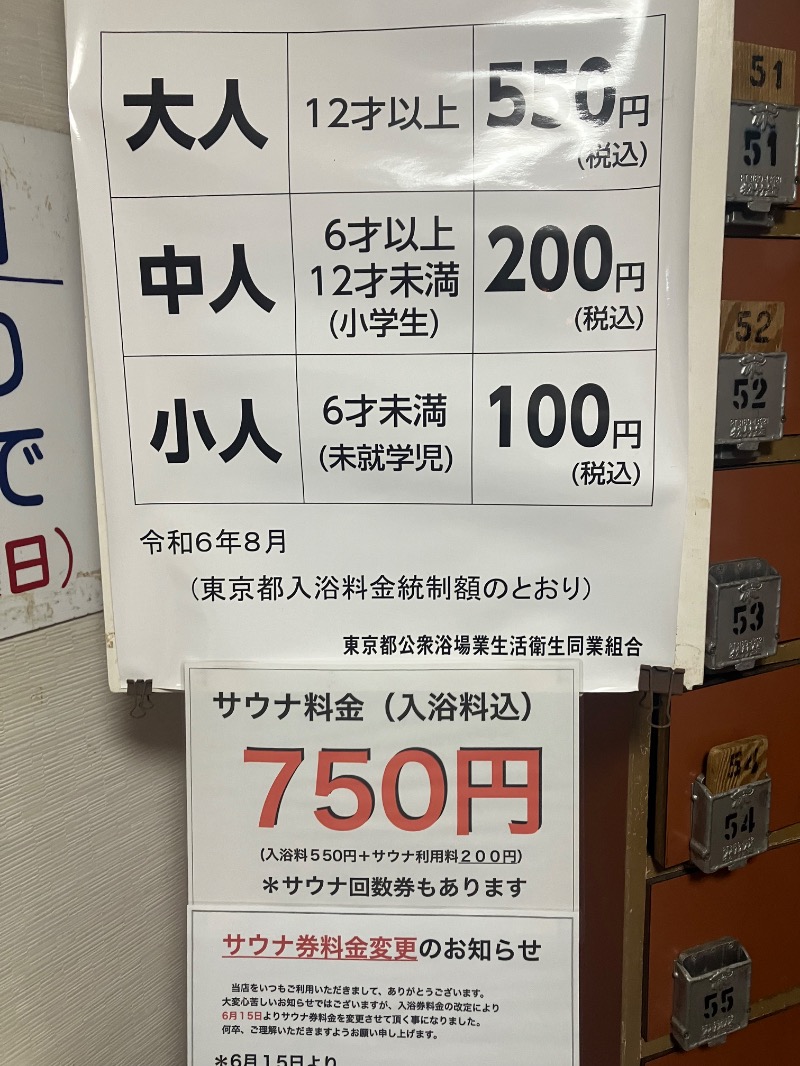 大人
12才以上
550円
(税込)
中人
6才以上
12才未満
(小学生)
200円
(税込)
小人
6才未満
(未就学児)
100円
(税込)
令和6年8月
(東京都入浴料金統制額のとおり)
東京都公衆浴場業生活衛生同業組合
サウナ料金(入浴料込)
750円
(入浴料550円+サウナ利用料200円)
*サウナ回数券もあります
サウナ券料金変更のお知らせ
当店をいつもご利用いただきまして、ありがとうございます。
大変心苦しいお知らせではございますが、入浴券料金の改定により
6月15日よりサウナ券料金を変更させて頂く事になりました。
何卒、ご理解いただきますようお願い申し上げます。
*6月15日より
で
日)
51
51
52
52
53
54
54
55